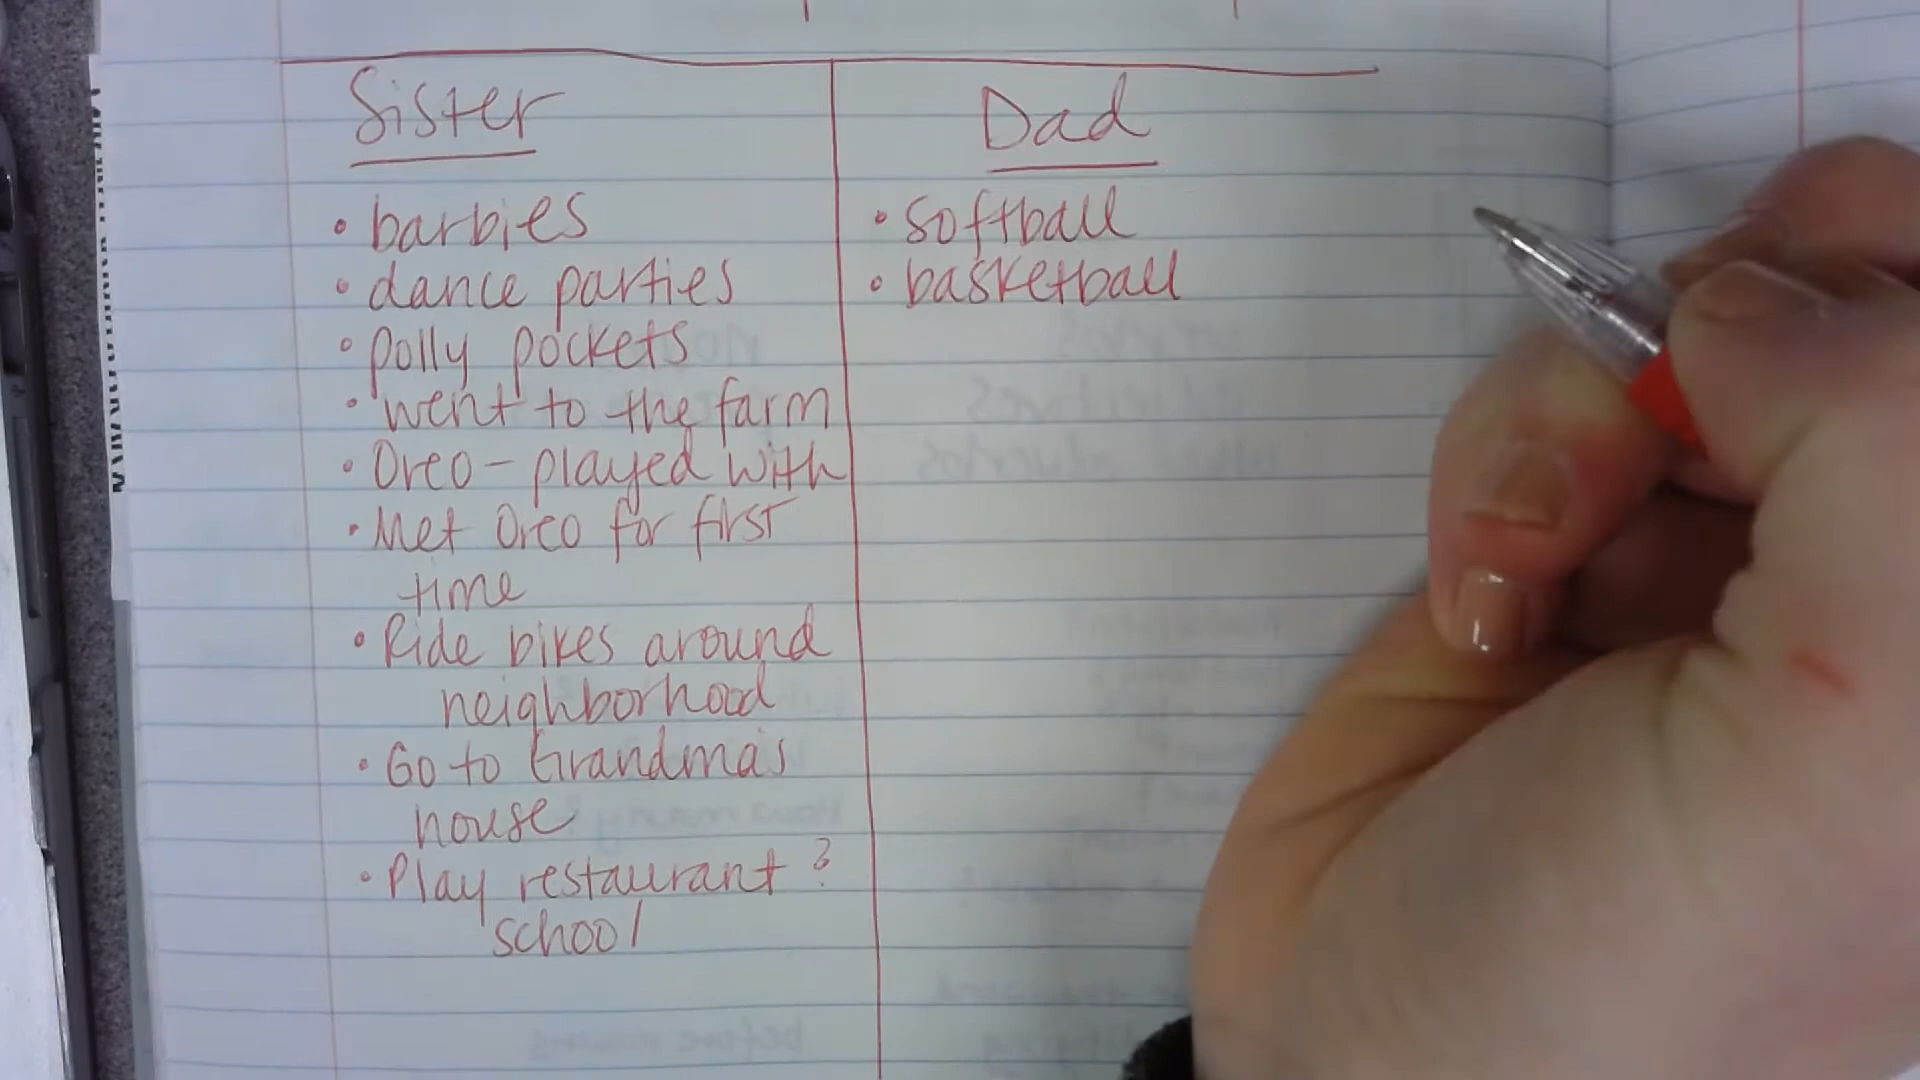 Sister
• barbies
• dance parties
• polly pockets
• went to the farm
• Oreo - played with
• Met Oreo for first
time
• Ride bikes around
neighborhood
• Go to Grandma's
house
• Play restaurant &
school
Dad
• softball
• basketball